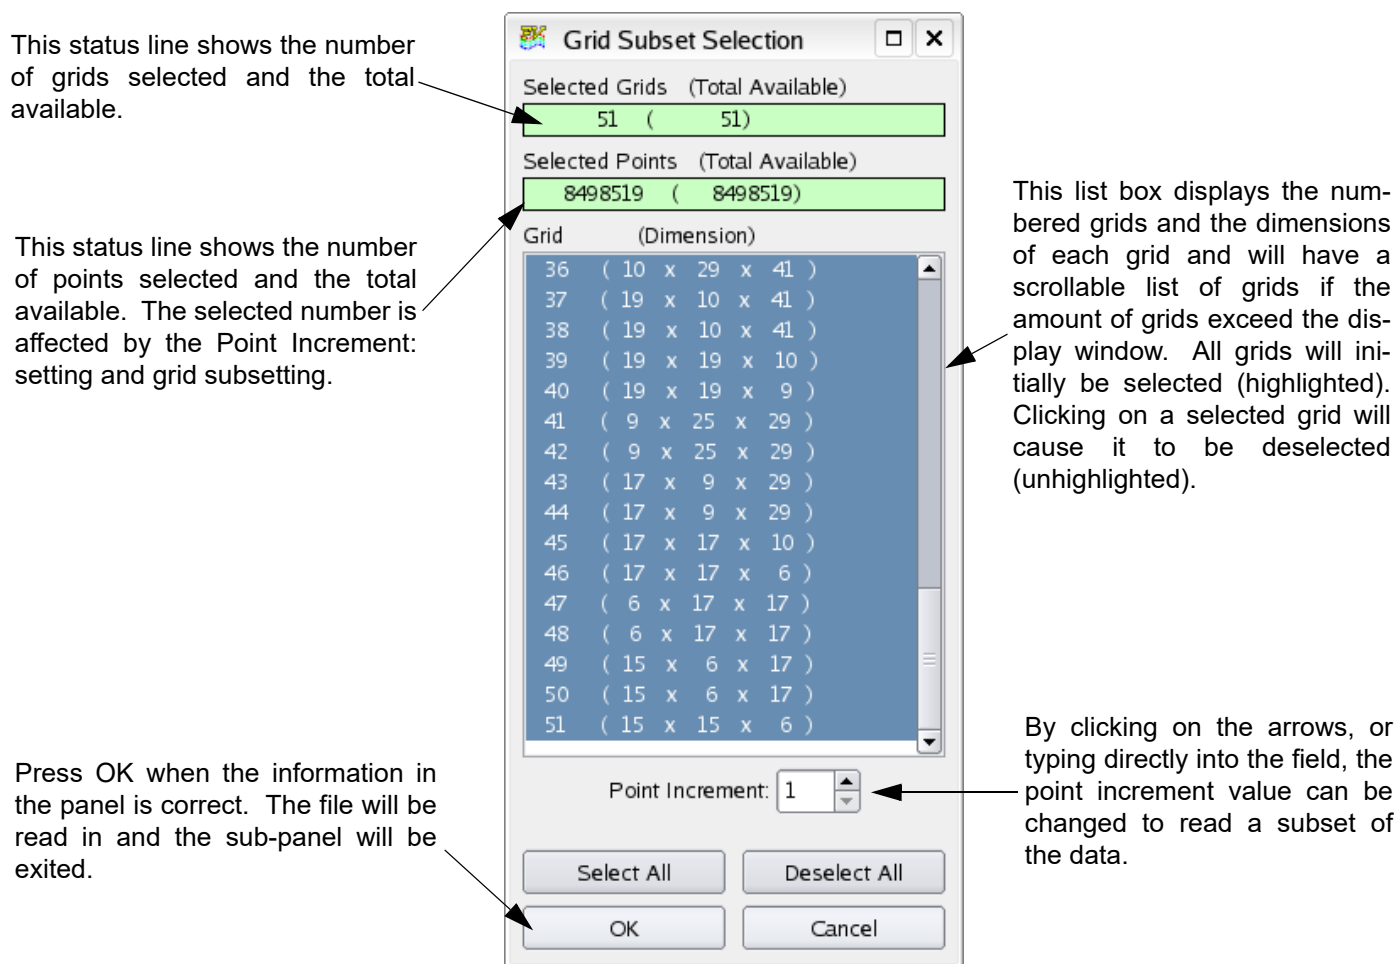 This status line shows the number
of grids selected and the total
available.
This status line shows the number
of points selected and the total
available. The selected number is
affected by the Point Increment:
setting and grid subsetting.
Press OK when the information in
the panel is correct. The file will be
read in and the sub-panel will be
exited.
Grid Subset Selection
Selected Grids (Total Available)
51 ( 51)
Selected Points (Total Available)
8498519 ( 8498519)
Grid (Dimension)
36 ( 10 x 29 x 41 )
37 ( 19 x 10 x 41 )
38 ( 19 x 10 x 41 )
39 ( 19 x 19 x 10 )
40 ( 19 x 19 x 9 )
41 ( 9 x 25 x 29 )
42 ( 9 x 25 x 29 )
43 ( 17 x 9 x 29 )
44 ( 17 x 9 x 29 )
45 ( 17 x 17 x 10 )
46 ( 17 x 17 x 6 )
47 ( 6 x 17 x 17 )
48 ( 6 x 17 x 17 )
49 ( 15 x 6 x 17 )
50 ( 15 x 6 x 17 )
51 ( 15 x 15 x 6 )
Point Increment: 1
Select All Deselect All
OK Cancel
This list box displays the num-
bered grids and the dimensions
of each grid and will have a
scrollable list of grids if the
amount of grids exceed the dis-
play window. All grids will ini-
tially be selected (highlighted).
Clicking on a selected grid will
cause it to be deselected
(unhighlighted).
By clicking on the arrows, or
typing directly into the field, the
point increment value can be
changed to read a subset of
the data.